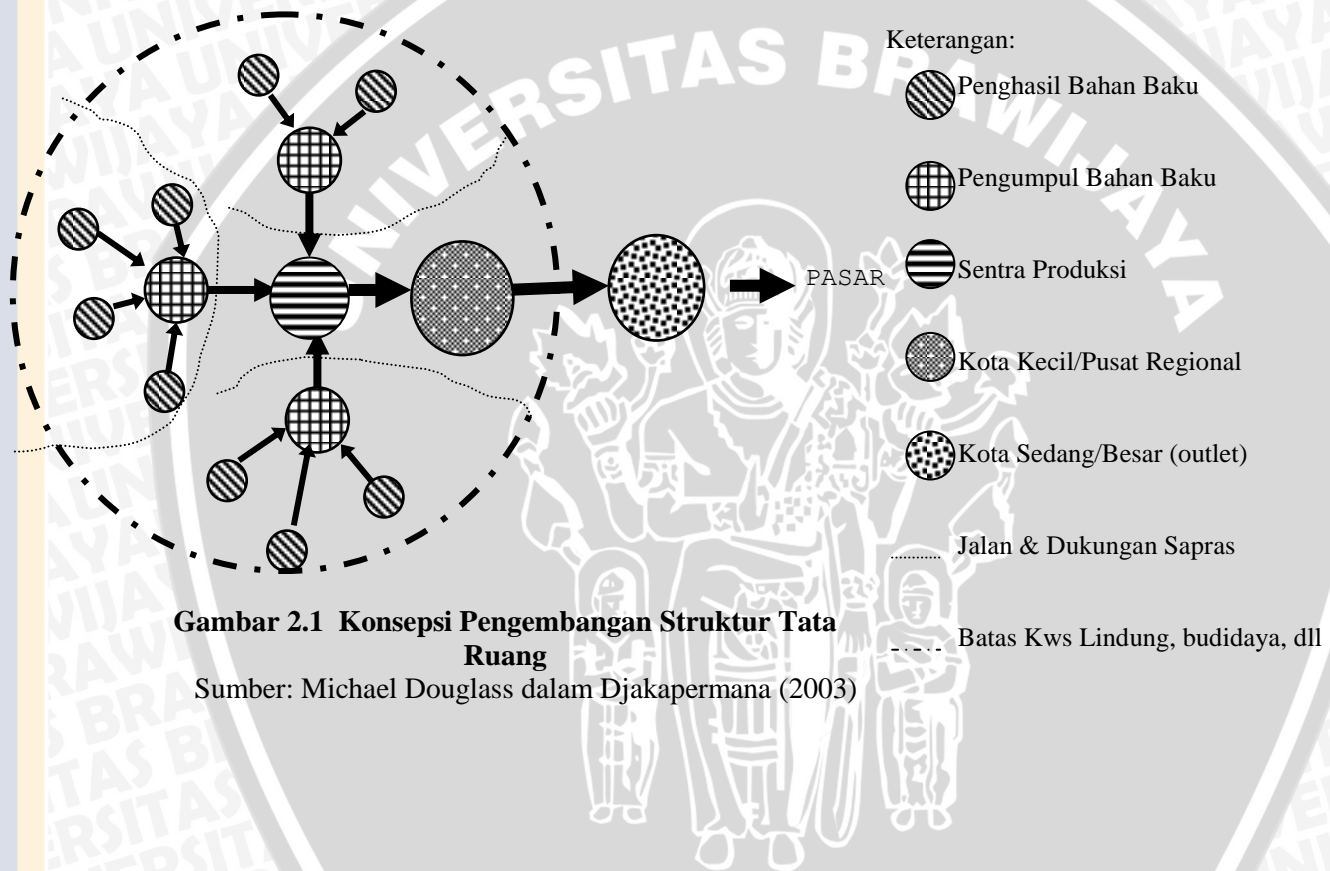 UNIVERSITAS BRAWIJAYA
Keterangan:
Penghasil Bahan Baku
Pengumpul Bahan Baku
Sentra Produksi
PASAR
Kota Kecil/Pusat Regional
Kota Sedang/Besar (outlet)
Jalan & Dukungan Sapras
Batas Kws Lindung, budidaya, dll
Gambar 2.1 Konsepsi Pengembangan Struktur Tata
Ruang
Sumber: Michael Douglass dalam Djakapermana (2003)